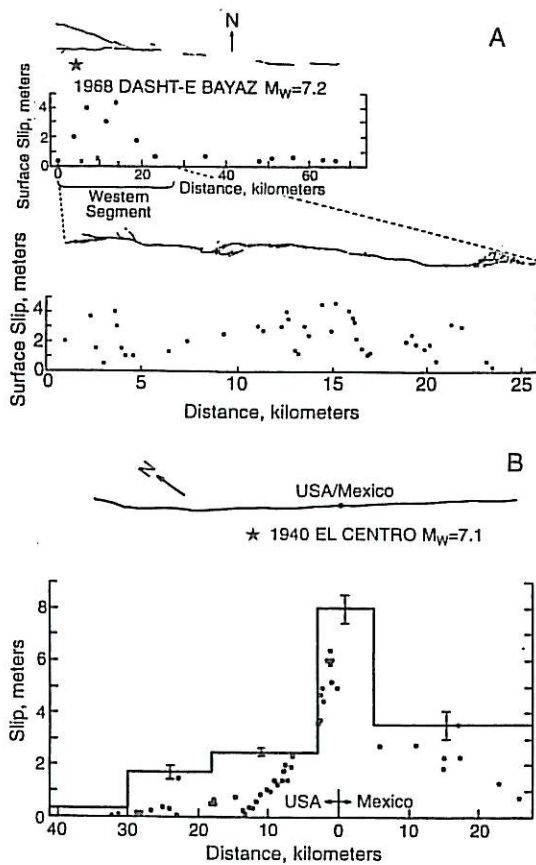 N
A
1968 DASHT-E BAYAZ MW=7.2
Surface Slip, meters
4
2
0
0 20 40 60
Distance, kilometers
Western
Segment
Surface Slip, meters
4
2
0
5 10 15 20 25
Distance, kilometers
B
N
USA/Mexico
1940 EL CENTRO MW=7.1
Slip, meters
8
6
4
2
0
USA Mexico
40 30 20 10 0 10 20
Distance, kilometers